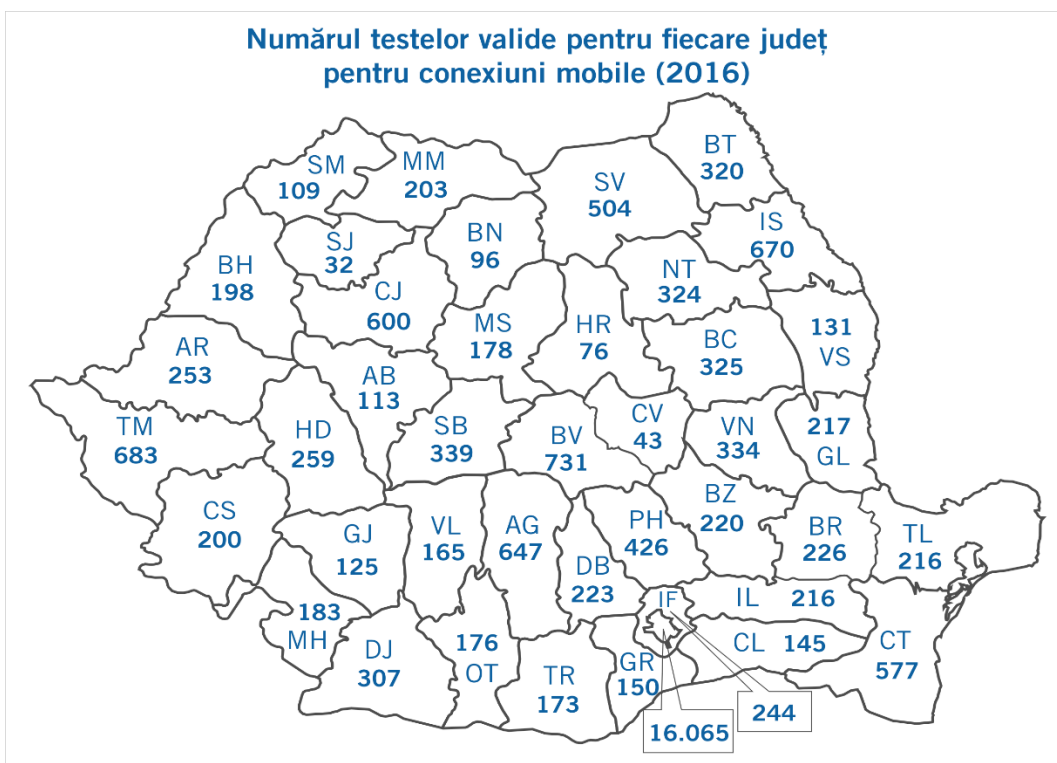 Numărul testelor valide pentru fiecare județ
pentru conexiuni mobile (2016)
BT
320
SM
109
MM
203
SV
504
IS
670
SJ
32
BN
96
BH
198
CJ
600
NT
324
MS
178
HR
76
BC
325
131
VS
AR
253
AB
113
TM
683
HD
259
SB
339
BV
731
CV
43
VN
334
217
GL
CS
200
GJ
125
VL
165
AG
647
PH
426
BZ
220
BR
226
TL
216
DB
223
IF
IL 216
183
MH
DJ
307
176
OT
TR
173
GR
150
CL 145
CT
577
244
16.065